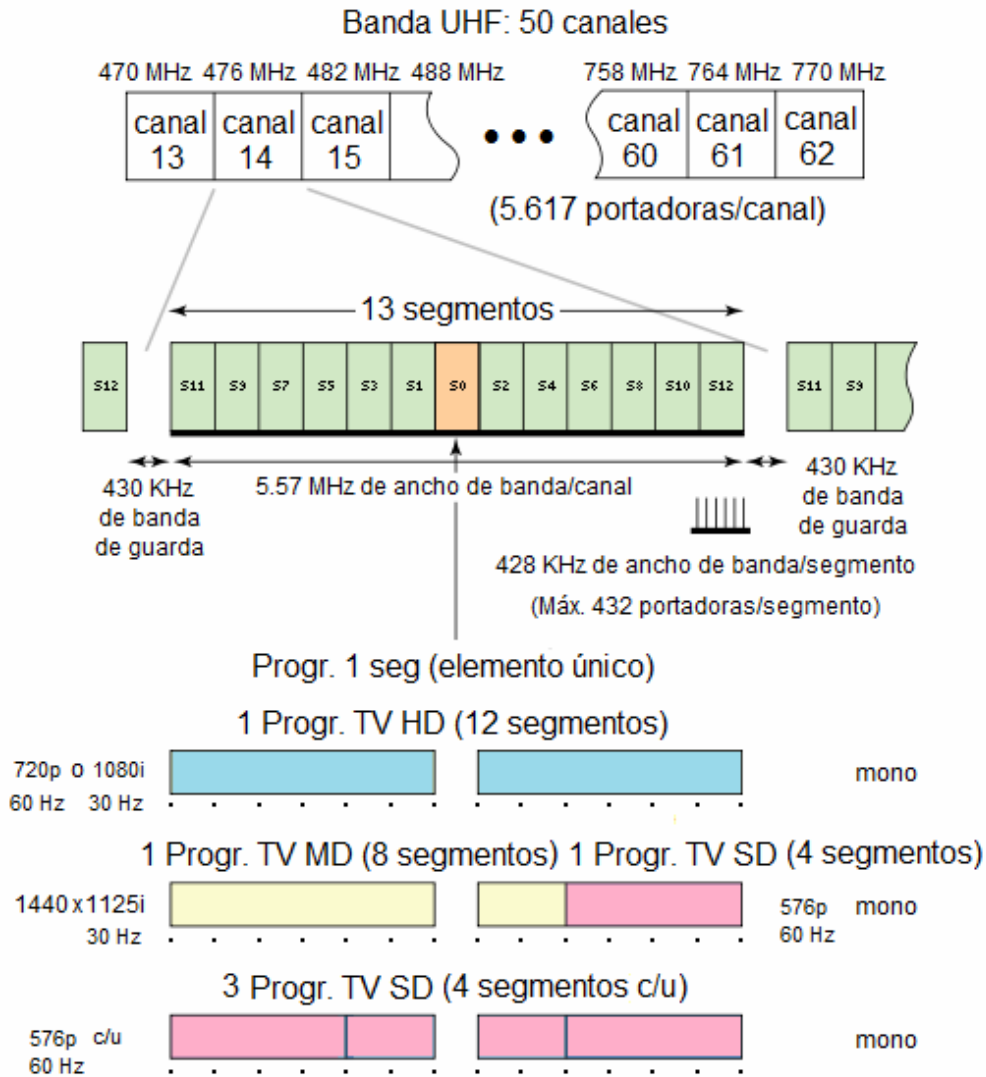 Banda UHF: 50 canales
470 MHz 476 MHz 482 MHz 488 MHz 758 MHz 764 MHz 770 MHz
canal canal canal canal canal canal
13 14 15 ••• 60 61 62
(5.617 portadoras/canal)
13 segmentos
S12 S11 S9 S7 S5 S3 S1 S0 S2 S4 S6 S8 S10 S12 S11 S9
430 KHz
de banda
de guarda
5.57 MHz de ancho de banda/canal
430 KHz
de banda
de guarda
428 KHz de ancho de banda/segmento
(Máx. 432 portadoras/segmento)
Progr. 1 seg (elemento único)
1 Progr. TV HD (12 segmentos)
720p o 1080i
60 Hz 30 Hz
mono
1 Progr. TV MD (8 segmentos) 1 Progr. TV SD (4 segmentos)
1440 x 1125i
30 Hz
576p
60 Hz
mono
3 Progr. TV SD (4 segmentos c/u)
576p c/u
60 Hz
mono